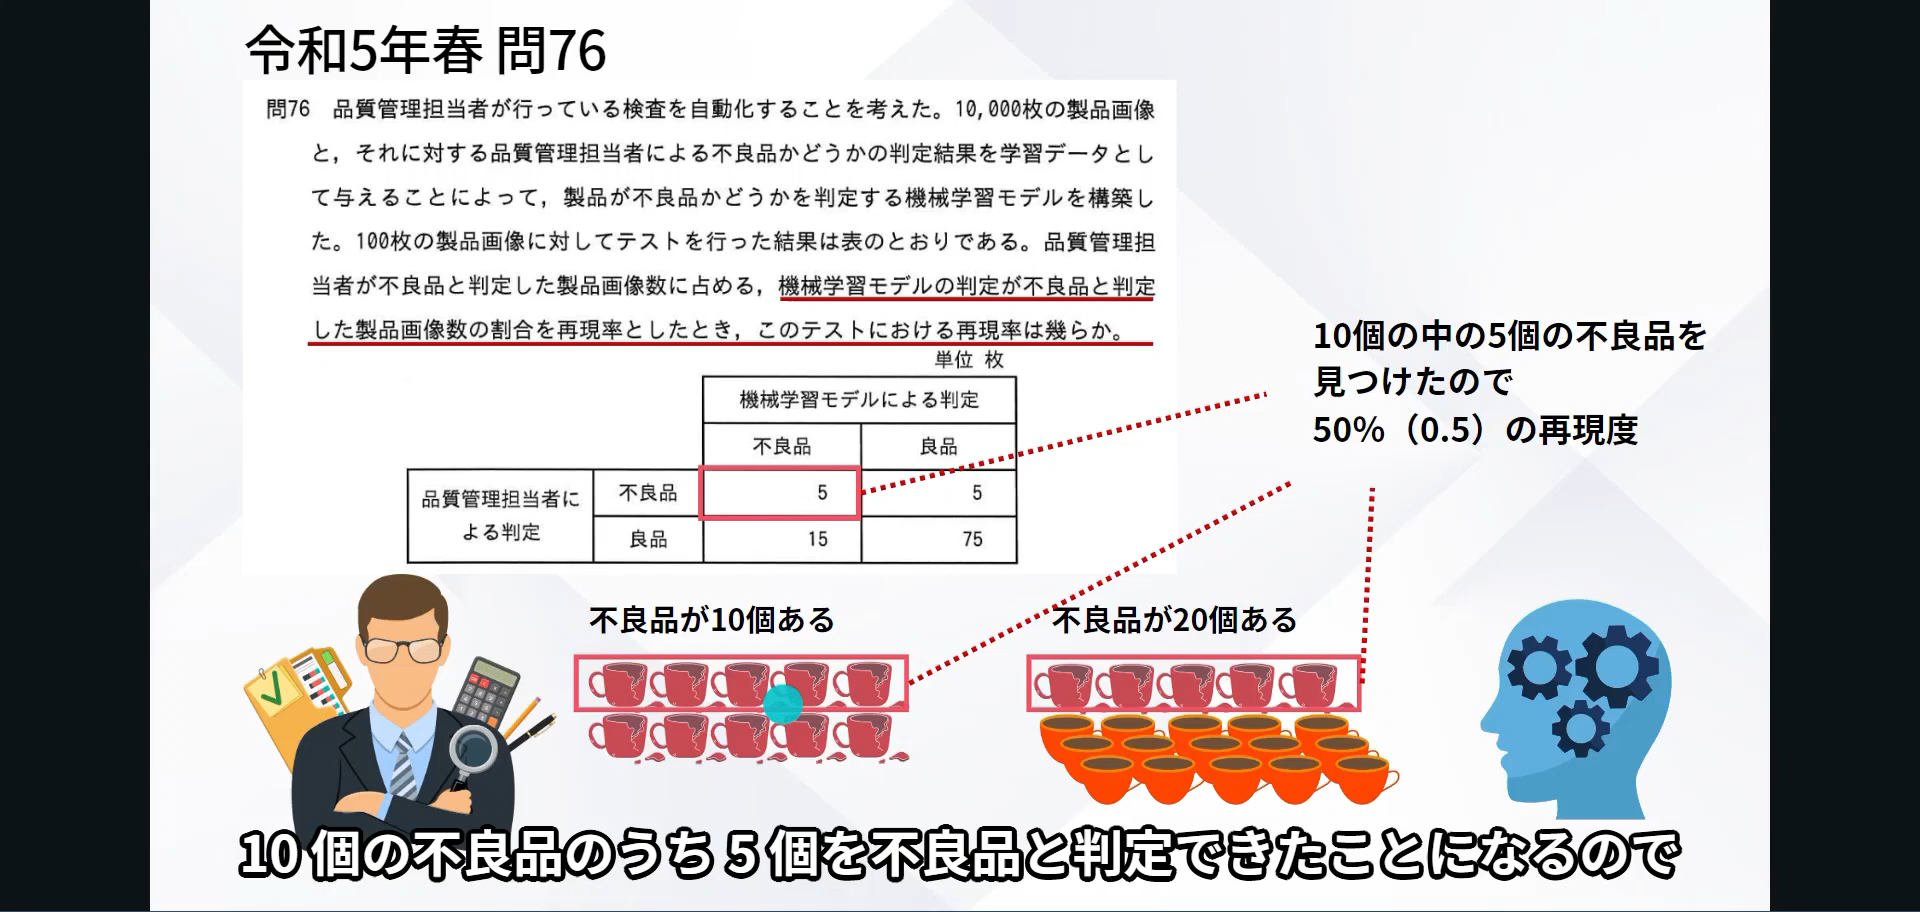 令和5年春 問76
問76　品質管理担当者が行っている検査を自動化することを考えた。10,000枚の製品画像
と，それに対する品質管理担当者による不良品かどうかの判定結果を学習データとし
て与えることによって，製品が不良品かどうかを判定する機械学習モデルを構築し
た。100枚の製品画像に対してテストを行った結果は表のとおりである。品質管理担
当者が不良品と判定した製品画像数に占める，機械学習モデルの判定が不良品と判定
した製品画像数の割合を再現率としたとき，このテストにおける再現率は幾らか。
単位 枚
機械学習モデルによる判定
不良品 良品
品質管理担当者に
よる判定
不良品 5 5
良品 15 75
10個の中の5個の不良品を
見つけたので
50%（0.5）の再現度
不良品が10個ある
不良品が20個ある
10個の不良品のうち5個を不良品と判定できたことになるので